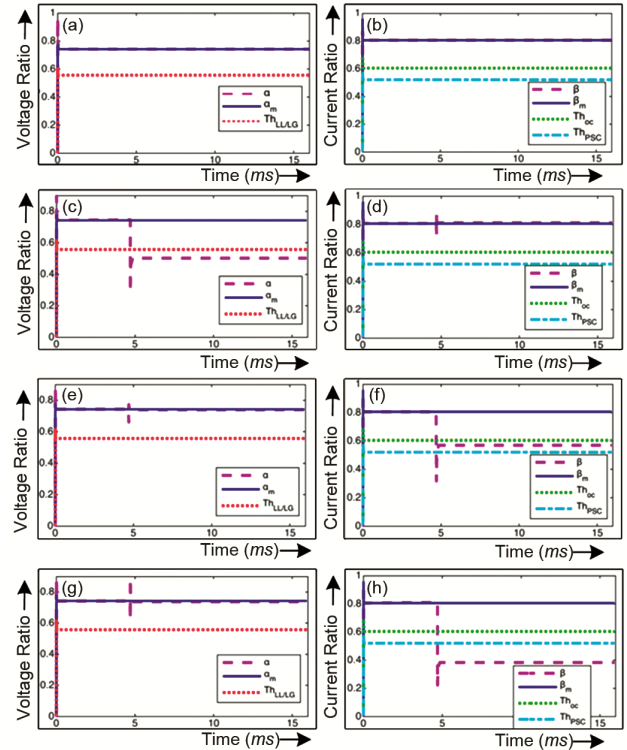 (a)
Voltage Ratio
0.8
0.6
0.4
0.2
0
0
5
10
15
α
αm
ThLL/LG
Time (ms)
(b)
Current Ratio
1
0.8
0.6
0.4
0.2
0
0
5
10
15
β
βm
Thoc
ThPSC
Time (ms)
(c)
Voltage Ratio
0.8
0.6
0.4
0.2
0
0
5
10
15
α
αm
ThLL/LG
Time (ms)
(d)
Current Ratio
1
0.8
0.6
0.4
0.2
0
0
5
10
15
β
βm
Thoc
ThPSC
Time (ms)
(e)
Voltage Ratio
0.8
0.6
0.4
0.2
0
0
5
10
15
α
αm
ThLL/LG
Time (ms)
(f)
Current Ratio
1
0.8
0.6
0.4
0.2
0
0
5
10
15
β
βm
Thoc
ThPSC
Time (ms)
(g)
Voltage Ratio
0.8
0.6
0.4
0.2
0
0
5
10
15
α
αm
ThLL/LG
Time (ms)
(h)
Current Ratio
1
0.8
0.6
0.4
0.2
0
0
5
10
15
β
βm
Thoc
ThPSC
Time (ms)